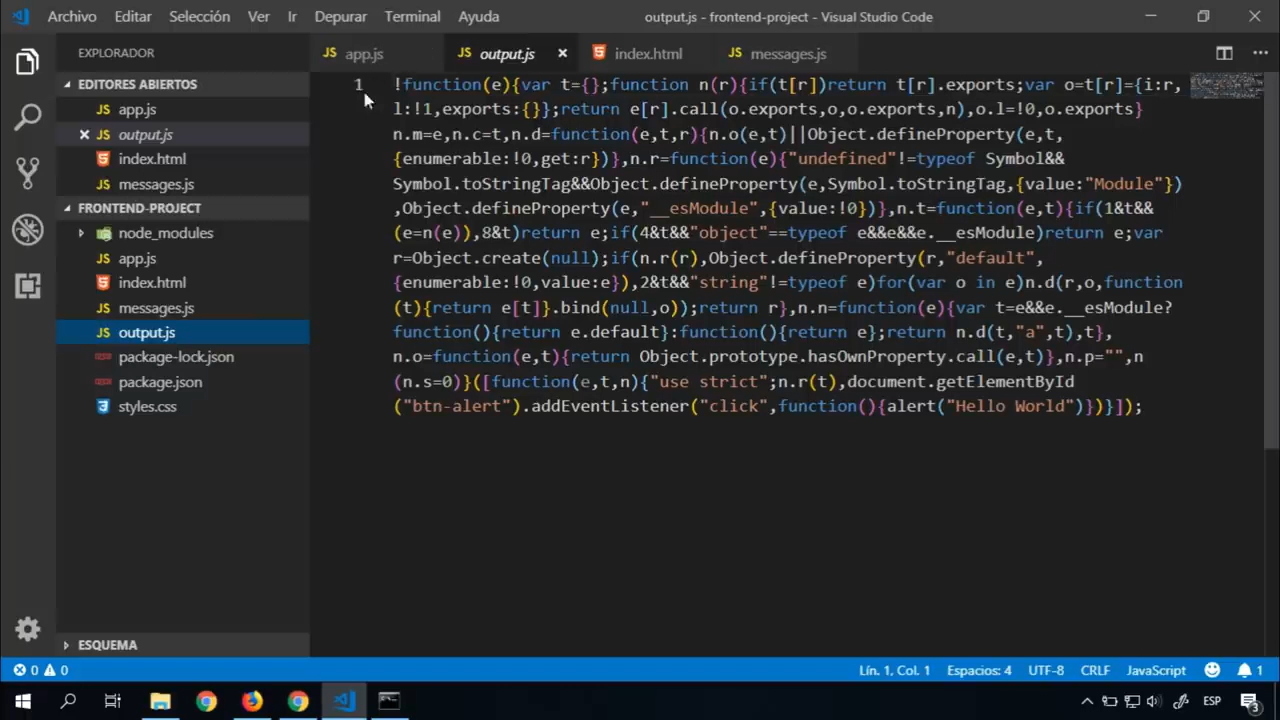 Archivo Editar Selección Ver Ir Depurar Terminal Ayuda output.js - frontend-project - Visual Studio Code
EXPLORADOR
JS app.js JS output.js index.html JS messages.js
EDITORES ABIERTOS
JS app.js
JS output.js
index.html
JS messages.js
FRONTEND-PROJECT
node_modules
JS app.js
index.html
JS messages.js
JS output.js
package-lock.json
package.json
styles.css
ESQUEMA
1 !function(e){var t={};function n(r){if(t[r])return t[r].exports;var o=t[r]={i:r,
l:!1,exports:{}};return e[r].call(o.exports,o,o.exports,n),o.l=!0,o.exports}
n.m=e,n.c=t,n.d=function(e,t,r){n.o(e,t)||Object.defineProperty(e,t,
{enumerable:!0,get:r})},n.r=function(e){"undefined"!=typeof Symbol&&
Symbol.toStringTag&&Object.defineProperty(e,Symbol.toStringTag,{value:"Module"})
,Object.defineProperty(e,"__esModule",{value:!0})},n.t=function(e,t){if(1&t&&
(e=n(e)),8&t)return e;if(4&t&&"object"==typeof e&&e&&e.__esModule)return e;var
r=Object.create(null);if(n.r(r),Object.defineProperty(r,"default",
{enumerable:!0,value:e}),2&t&&"string"!=typeof e)for(var o in e)n.d(r,o,function
(t){return e[t]}.bind(null,o));return r},n.n=function(e){var t=e&&e.__esModule?
function(){return e.default}:function(){return e};return n.d(t,"a",t),t},
n.o=function(e,t){return Object.prototype.hasOwnProperty.call(e,t)},n.p="",n
(n.s=0)}([function(e,t,n){"use strict";n.r(t),document.getElementById
("btn-alert").addEventListener("click",function(){alert("Hello World")})}]);
0 0 Lín. 1, Col. 1 Espacios: 4 UTF-8 CRLF JavaScript 1
ESP 3